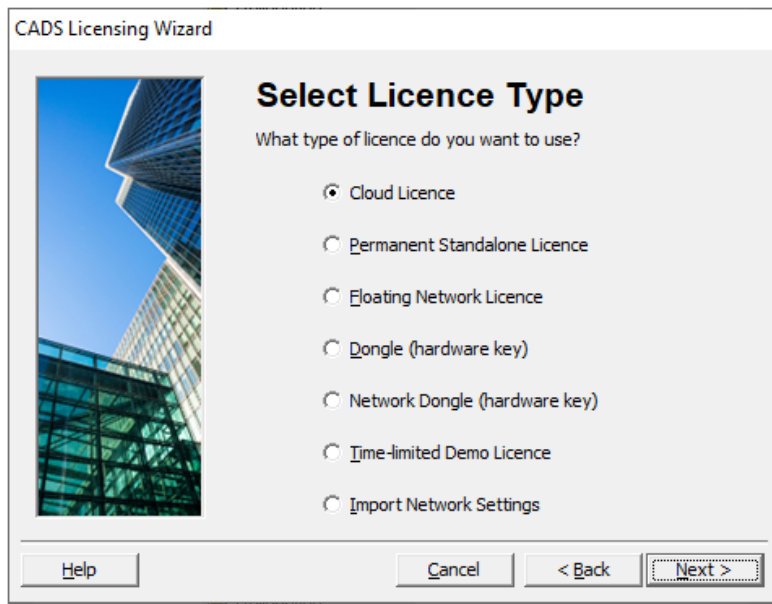 CADS Licensing Wizard
Select Licence Type
What type of licence do you want to use?
Cloud Licence
Permanent Standalone Licence
Floating Network Licence
Dongle (hardware key)
Network Dongle (hardware key)
Time-limited Demo Licence
Import Network Settings
Help
Cancel
< Back
Next >